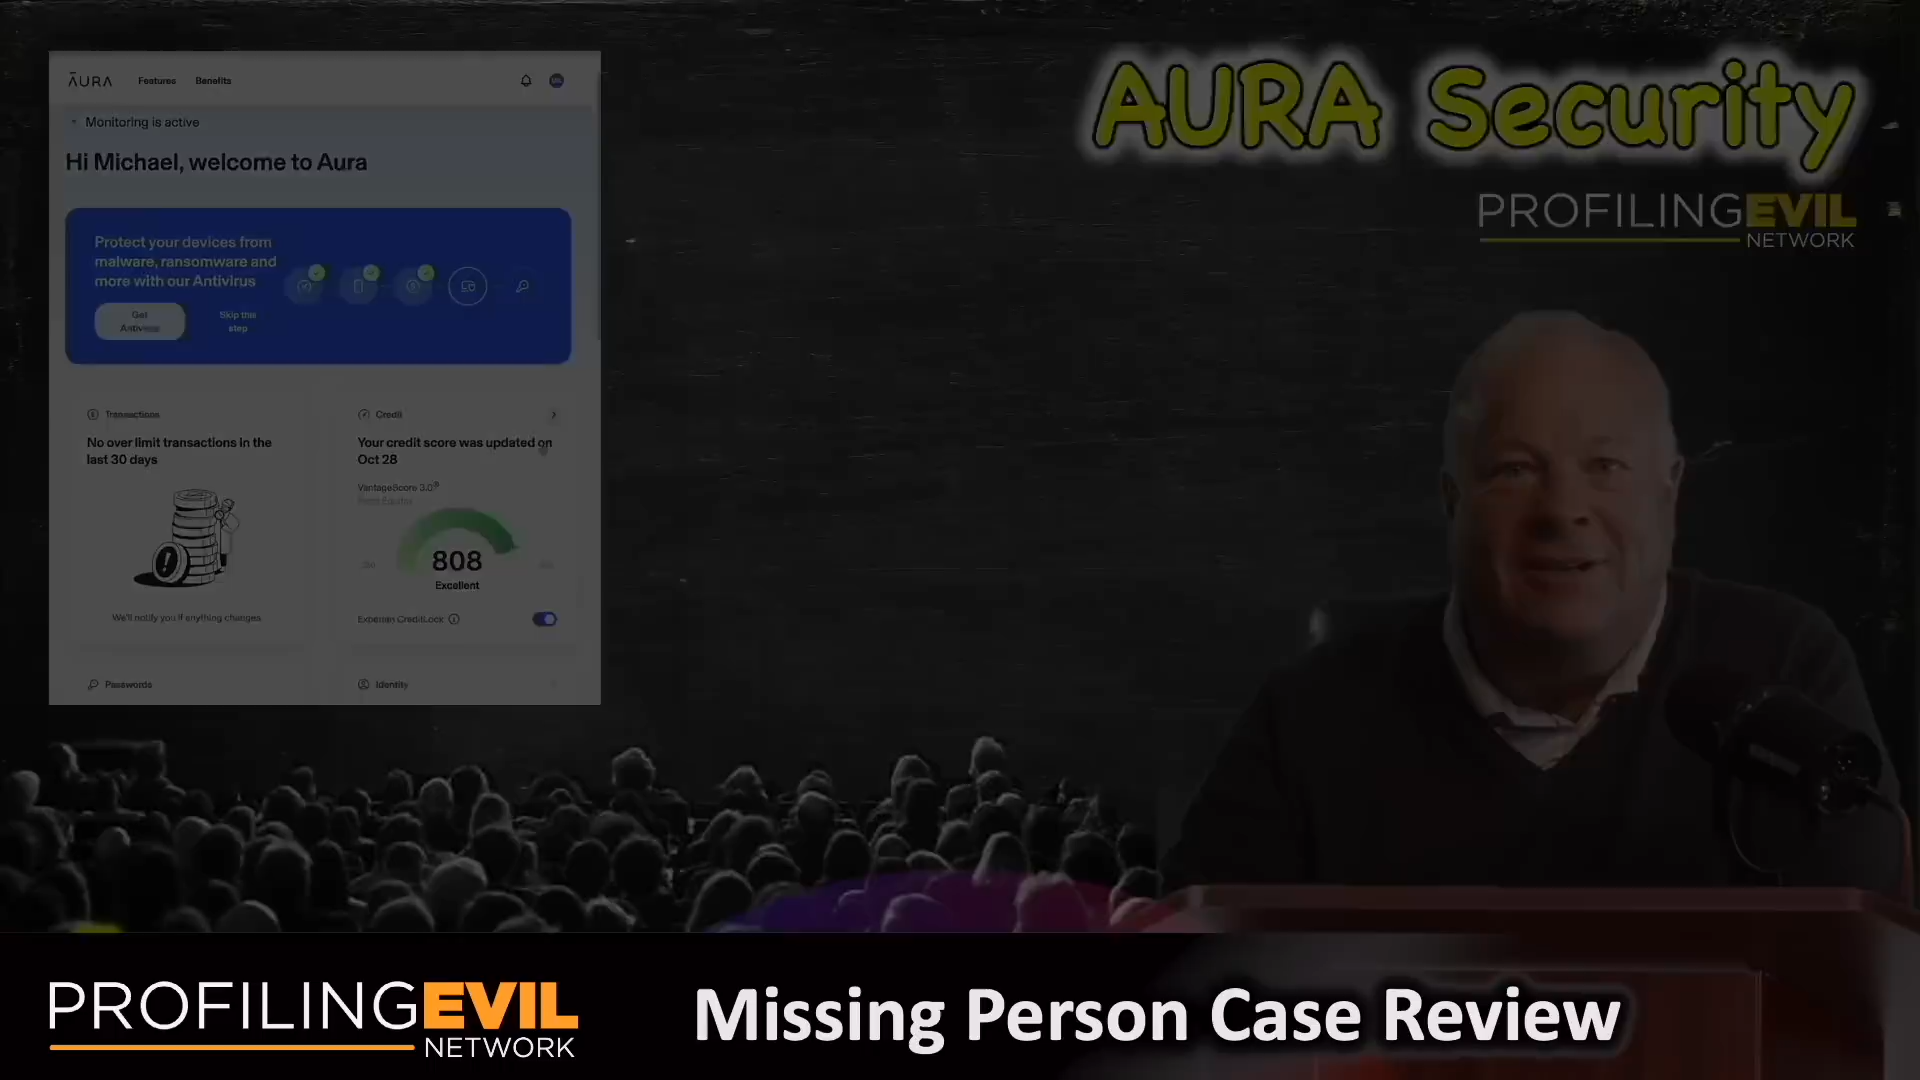 AURA
Features
Benefits
Monitoring is active
Hi Michael, welcome to Aura
Protect your devices from
malware, ransomware and
more with our Antivirus
Get
Antivirus
Skip this
step
Transactions
No over limit transactions in the
last 30 days
We'll notify you if anything changes
Credit
Your credit score was updated on
Oct 28
VantageScore 3.0®
808
Excellent
Experian CreditLock
Passwords
Identity
AURA Security
PROFILINGEVIL
NETWORK
PROFILINGEVIL
NETWORK
Missing Person Case Review